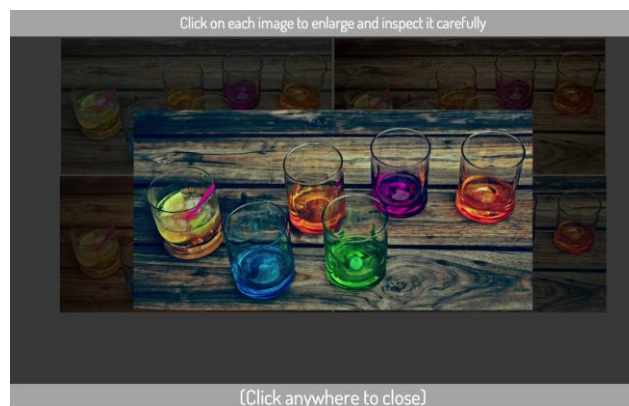 Click on each image to enlarge and inspect it carefully
(Click anywhere to close)